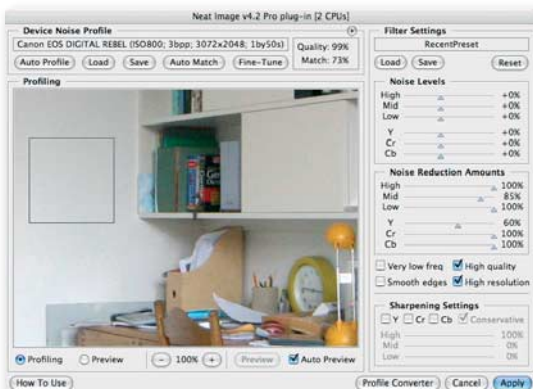 Neat Image v4.2 Pro plug-in [2 CPUs]
Device Noise Profile
Canon EOS DIGITAL REBEL (ISO800; 3bpp; 3072x2048; 1by50s)
Quality: 99%
Match: 73%
Auto Profile Load Save Auto Match Fine-Tune
Profiling
Profiling Preview - 100% + Preview Auto Preview
How To Use
Filter Settings
RecentPreset
Load Save Reset
Noise Levels
High +0%
Mid +0%
Low +0%
Y +0%
Cr +0%
Cb +0%
Noise Reduction Amounts
High 100%
Mid 85%
Low 100%
Y 60%
Cr 100%
Cb 100%
Very low freq High quality
Smooth edges High resolution
Sharpening Settings
Y Cr Cb Conservative
High 100%
Mid 0%
Low 0%
Profile Converter Cancel Apply